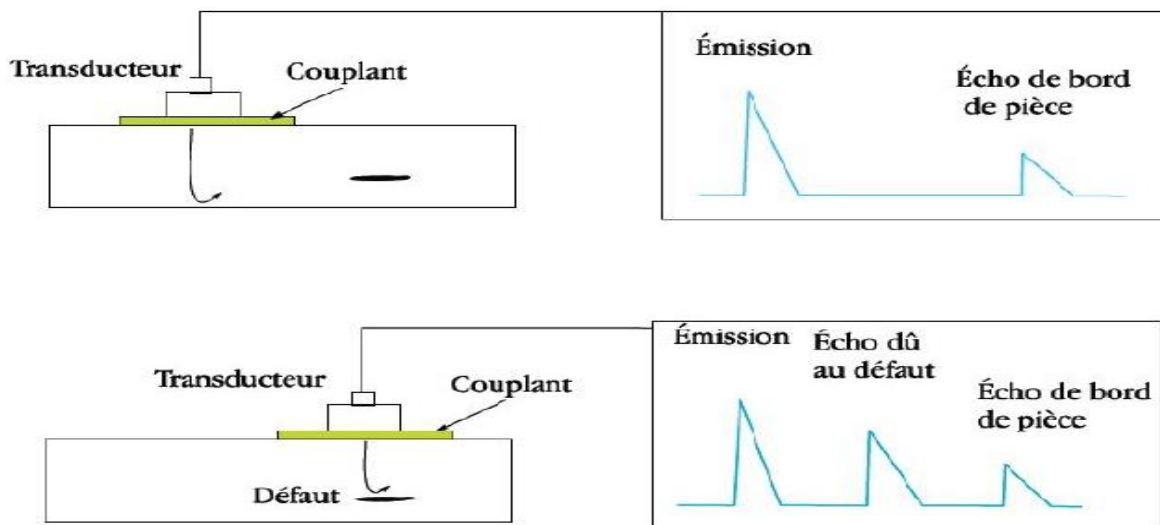 Transducteur
Couplant
Émission
Écho de bord
de pièce
Transducteur
Couplant
Défaut
Émission
Écho dû
au défaut
Écho de bord
de pièce